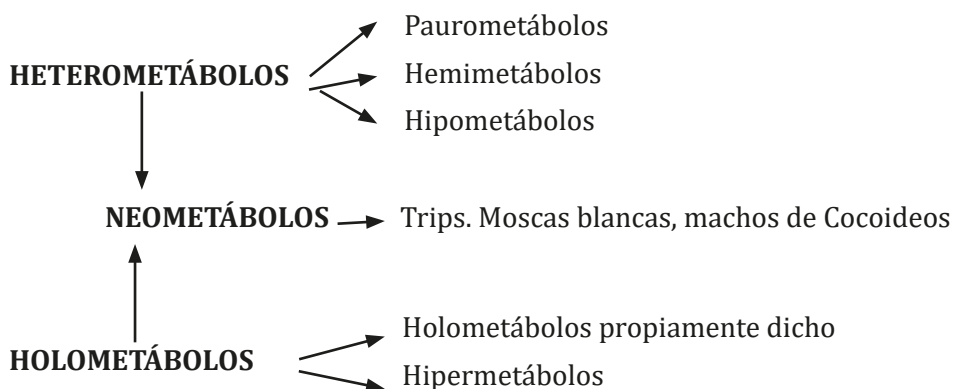 Paurometábolos
HETEROMETÁBOLOS
Hemimetábolos
Hipometábolos
NEOMETÁBOLOS
Trips. Moscas blancas, machos de Cocoideos
Holometábolos propiamente dicho
HOLOMETÁBOLOS
Hipermetábolos